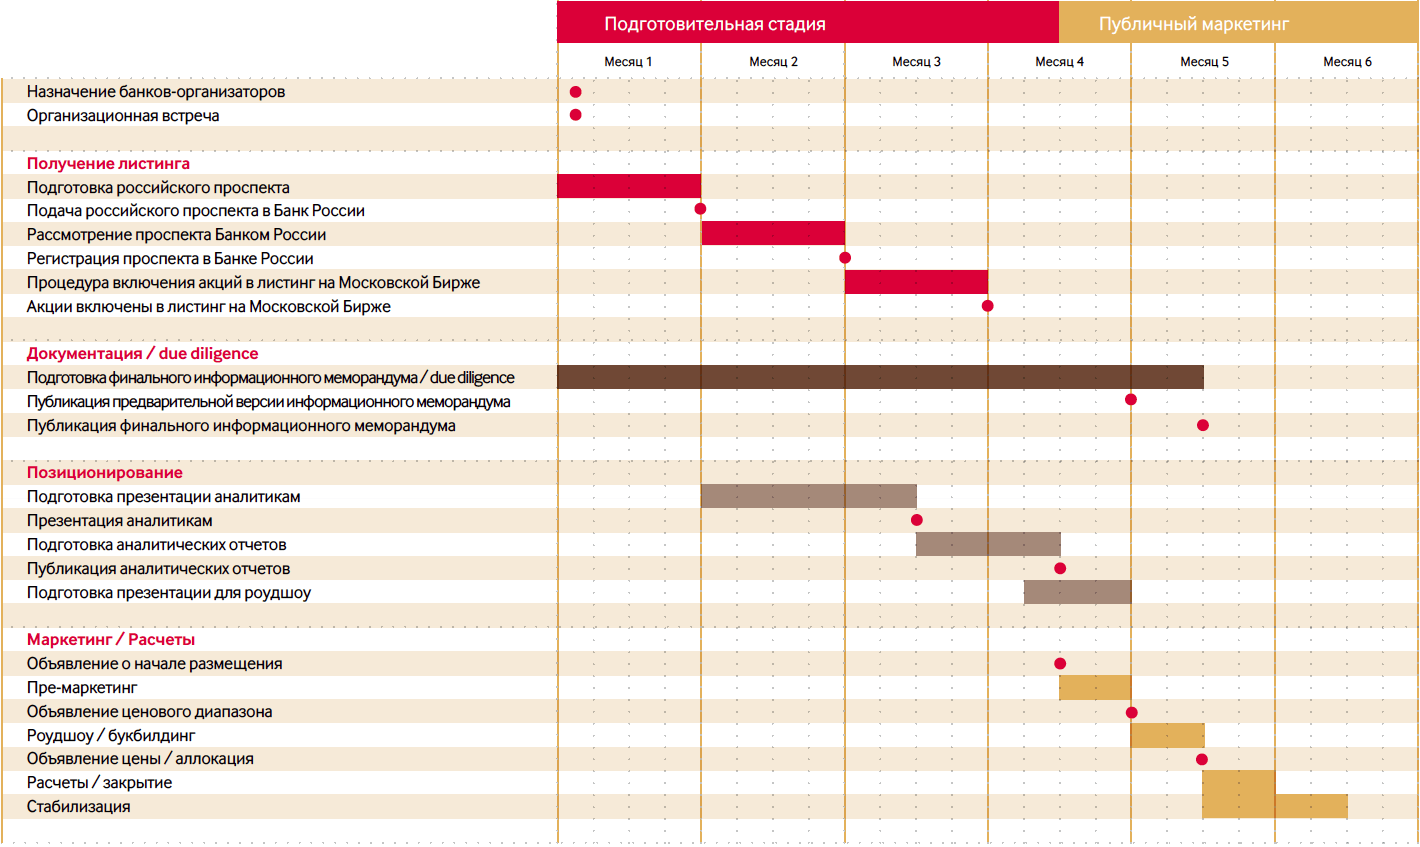 Подготовительная стадия
Публичный маркетинг
Месяц 1
Месяц 2
Месяц 3
Месяц 4
Месяц 5
Месяц 6
Назначение банков-организаторов
Организационная встреча
Получение листинга
Подготовка российского проспекта
Подача российского проспекта в Банк России
Рассмотрение проспекта Банком России
Регистрация проспекта в Банке России
Процедура включения акций в листинг на Московской Бирже
Акции включены в листинг на Московской Бирже
Документация / due diligence
Подготовка финального информационного меморандума / due diligence
Публикация предварительной версии информационного меморандума
Публикация финального информационного меморандума
Позиционирование
Подготовка презентации аналитикам
Презентация аналитикам
Подготовка аналитических отчетов
Публикация аналитических отчетов
Подготовка презентации для роудшоу
Маркетинг / Расчеты
Объявление о начале размещения
Пре-маркетинг
Объявление ценового диапазона
Роудшоу / букбилдинг
Объявление цены / аллокация
Расчеты / закрытие
Стабилизация